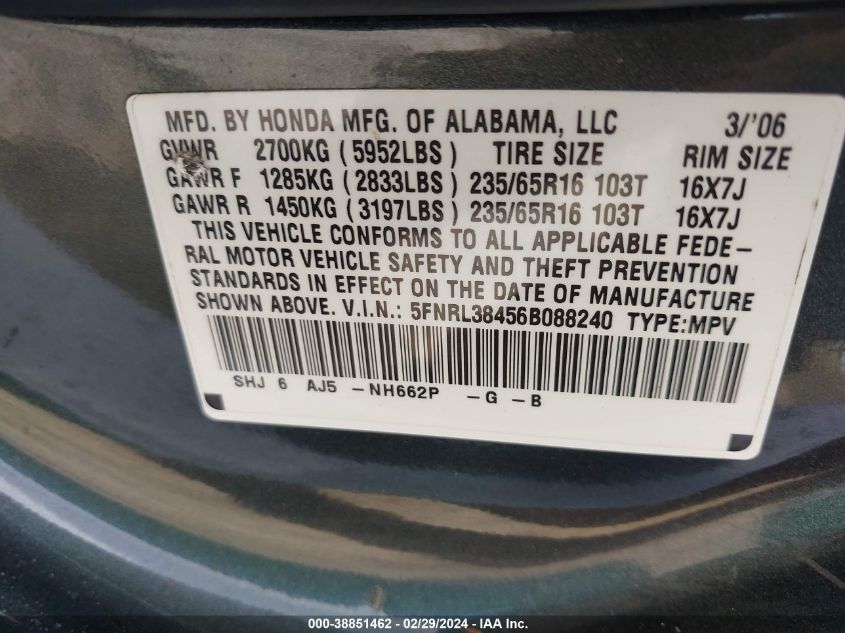 MFD. BY HONDA MFG. OF ALABAMA, LLC 3/'06
GVWR 2700KG (5952LBS) TIRE SIZE RIM SIZE
GAWR F 1285KG (2833LBS) 235/65R16 103T 16X7J
GAWR R 1450KG (3197LBS) 235/65R16 103T 16X7J
THIS VEHICLE CONFORMS TO ALL APPLICABLE FEDE-
RAL MOTOR VEHICLE SAFETY AND THEFT PREVENTION
STANDARDS IN EFFECT ON THE DATE OF MANUFACTURE
SHOWN ABOVE. V.I.N.: 5FNRL38456B088240 TYPE:MPV
SHJ 6 AJ5 -NH662P -G -B
000-38851462 - 02/29/2024 - IAA Inc.